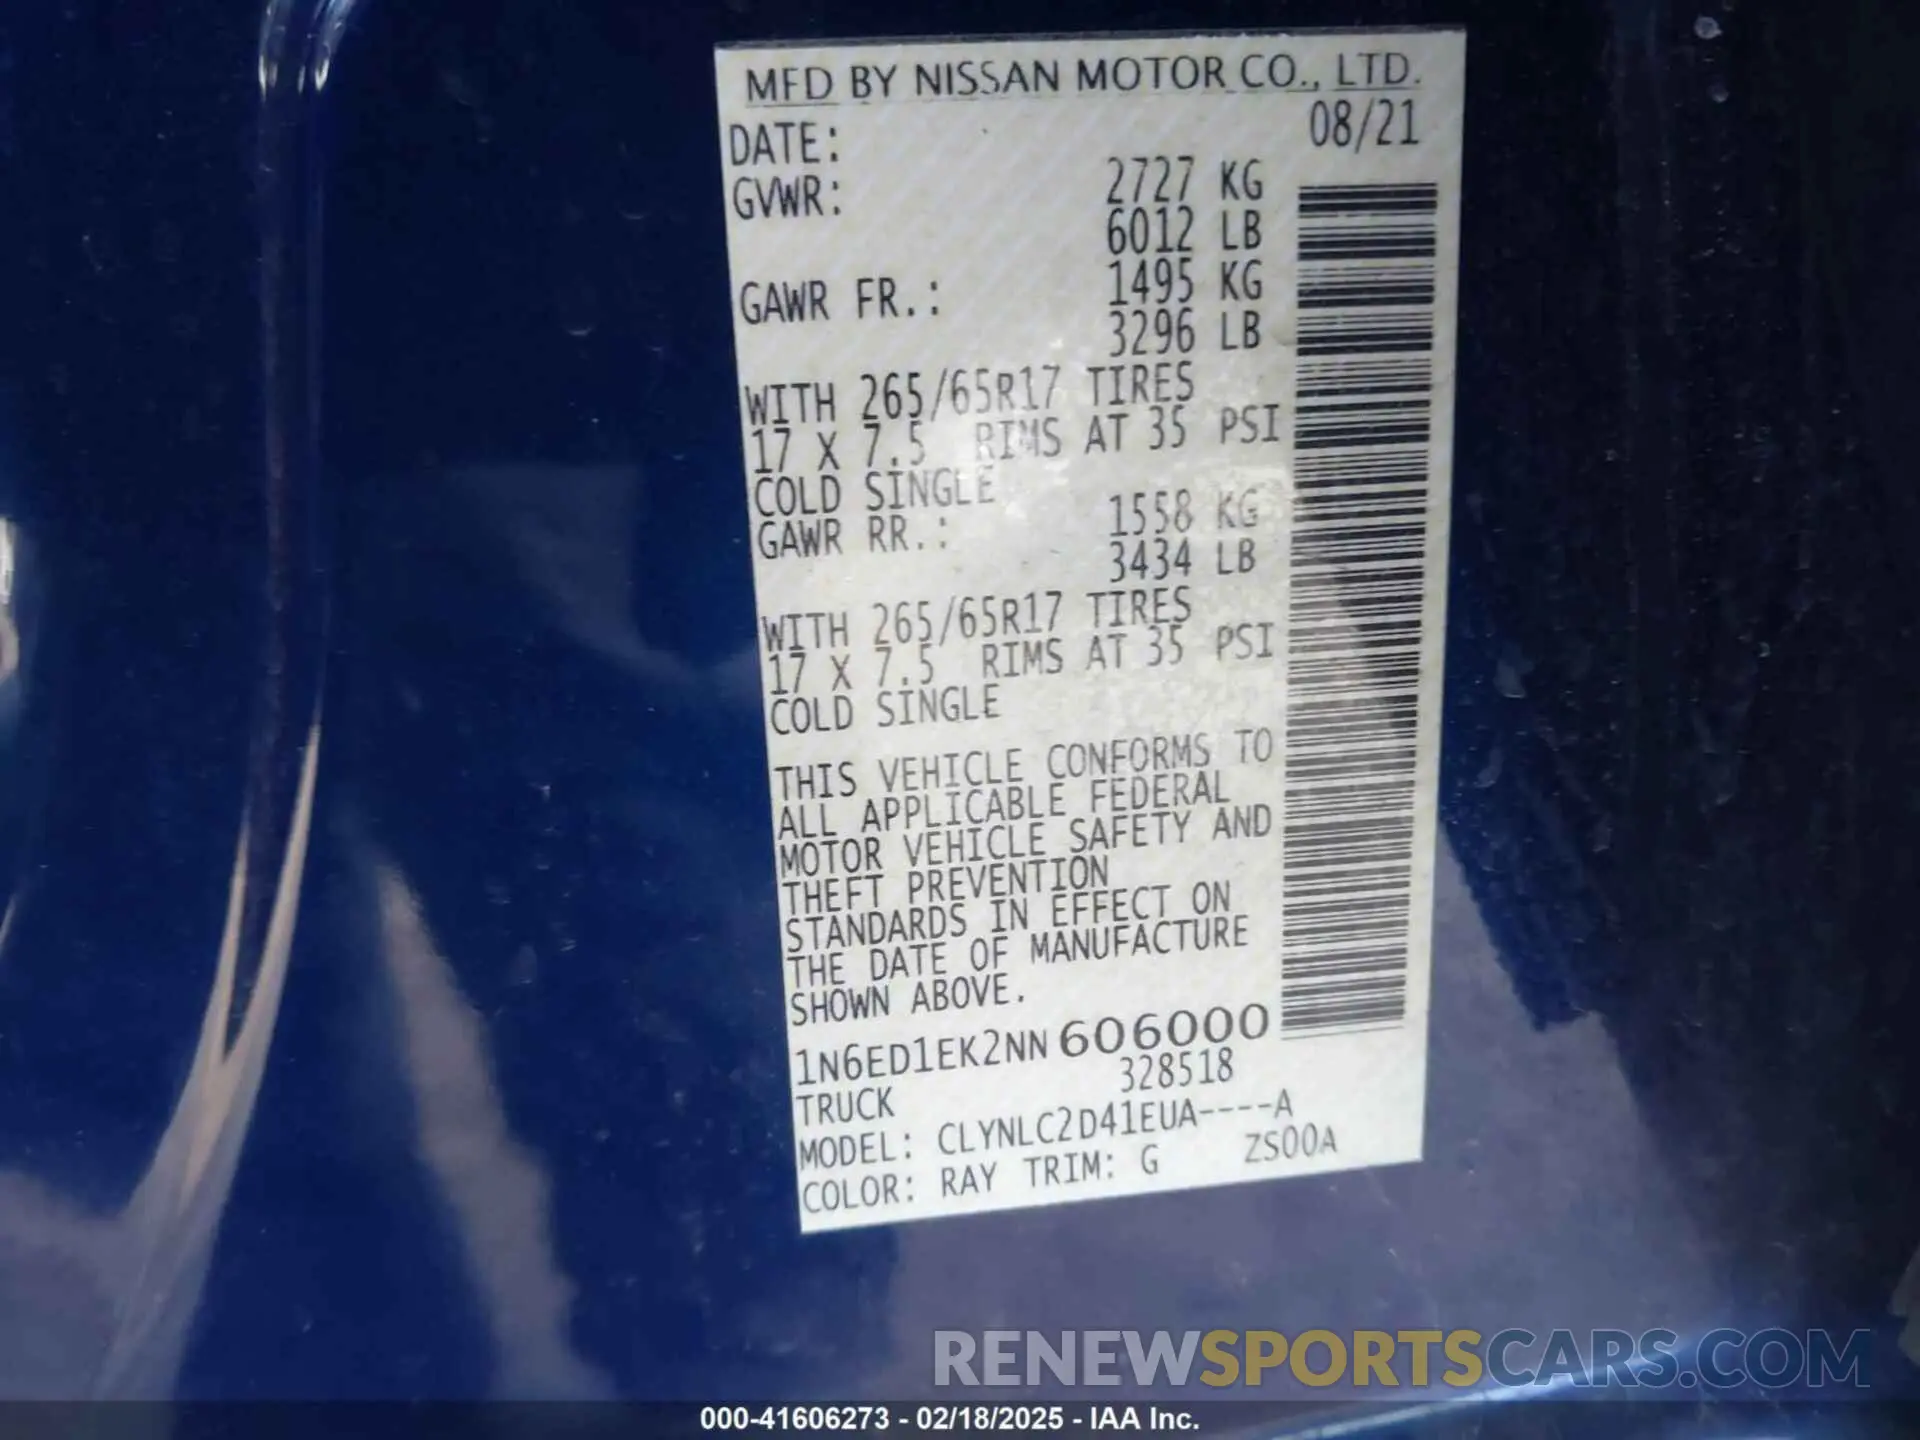 MFD BY NISSAN MOTOR CO., LTD.
DATE: 08/21
GVWR: 2727 KG
6012 LB
GAWR FR.: 1495 KG
3296 LB
WITH 265/65R17 TIRES
17 X 7.5 RIMS AT 35 PSI
COLD SINGLE
GAWR RR.: 1558 KG
3434 LB
WITH 265/65R17 TIRES
17 X 7.5 RIMS AT 35 PSI
COLD SINGLE
THIS VEHICLE CONFORMS TO
ALL APPLICABLE FEDERAL
MOTOR VEHICLE SAFETY AND
THEFT PREVENTION
STANDARDS IN EFFECT ON
THE DATE OF MANUFACTURE
SHOWN ABOVE.
1N6ED1EK2NN606000
TRUCK 328518
MODEL: CLYNLC2D41EUA----A
COLOR: RAY TRIM: G ZS00A
RENEWSPORTSCARS.COM
000-41606273 - 02/18/2025 - IAA Inc.